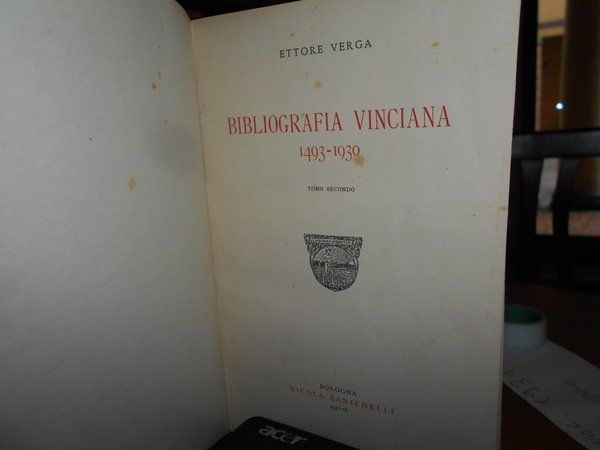 ETTORE VERGA
BIBLIOGRAFIA VINCIANA
1493-1930
TOMO SECONDO
BOLOGNA
NICOLA ZANICHELLI
acer